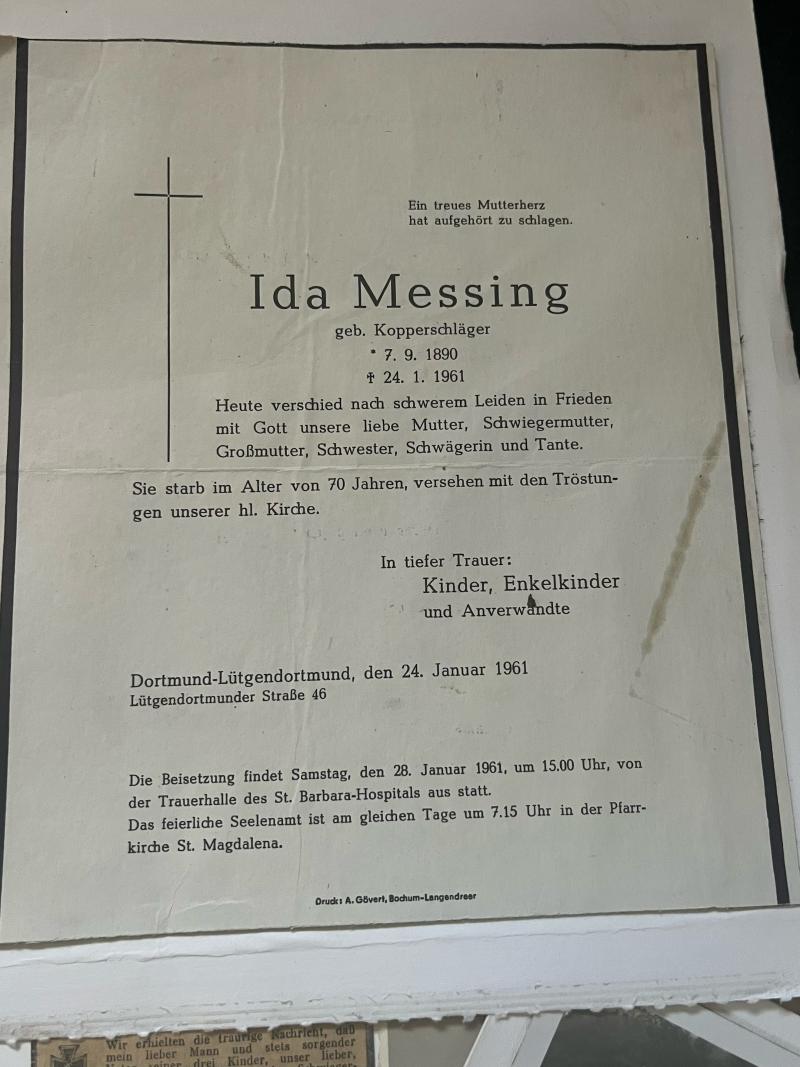 Ein treues Mutterherz
hat aufgehört zu schlagen.
Ida Messing
geb. Kopperschläger
* 7. 9. 1890
✝ 24. 1. 1961
Heute verschied nach schwerem Leiden in Frieden
mit Gott unsere liebe Mutter, Schwiegermutter,
Großmutter, Schwester, Schwägerin und Tante.
Sie starb im Alter von 70 Jahren, versehen mit den Tröstun-
gen unserer hl. Kirche.
In tiefer Trauer:
Kinder, Enkelkinder
und Anverwandte
Dortmund-Lütgendortmund, den 24. Januar 1961
Lütgendortmunder Straße 46
Die Beisetzung findet Samstag, den 28. Januar 1961, um 15.00 Uhr, von
der Trauerhalle des St. Barbara-Hospitals aus statt.
Das feierliche Seelenamt ist am gleichen Tage um 7.15 Uhr in der Pfarr-
kirche St. Magdalena.
Druck: A. Gövert, Bochum-Langendreer
Wir erhielten die traurige Nachricht, daß
mein lieber Mann und stets sorgender
drei Kinder, unser lieber,